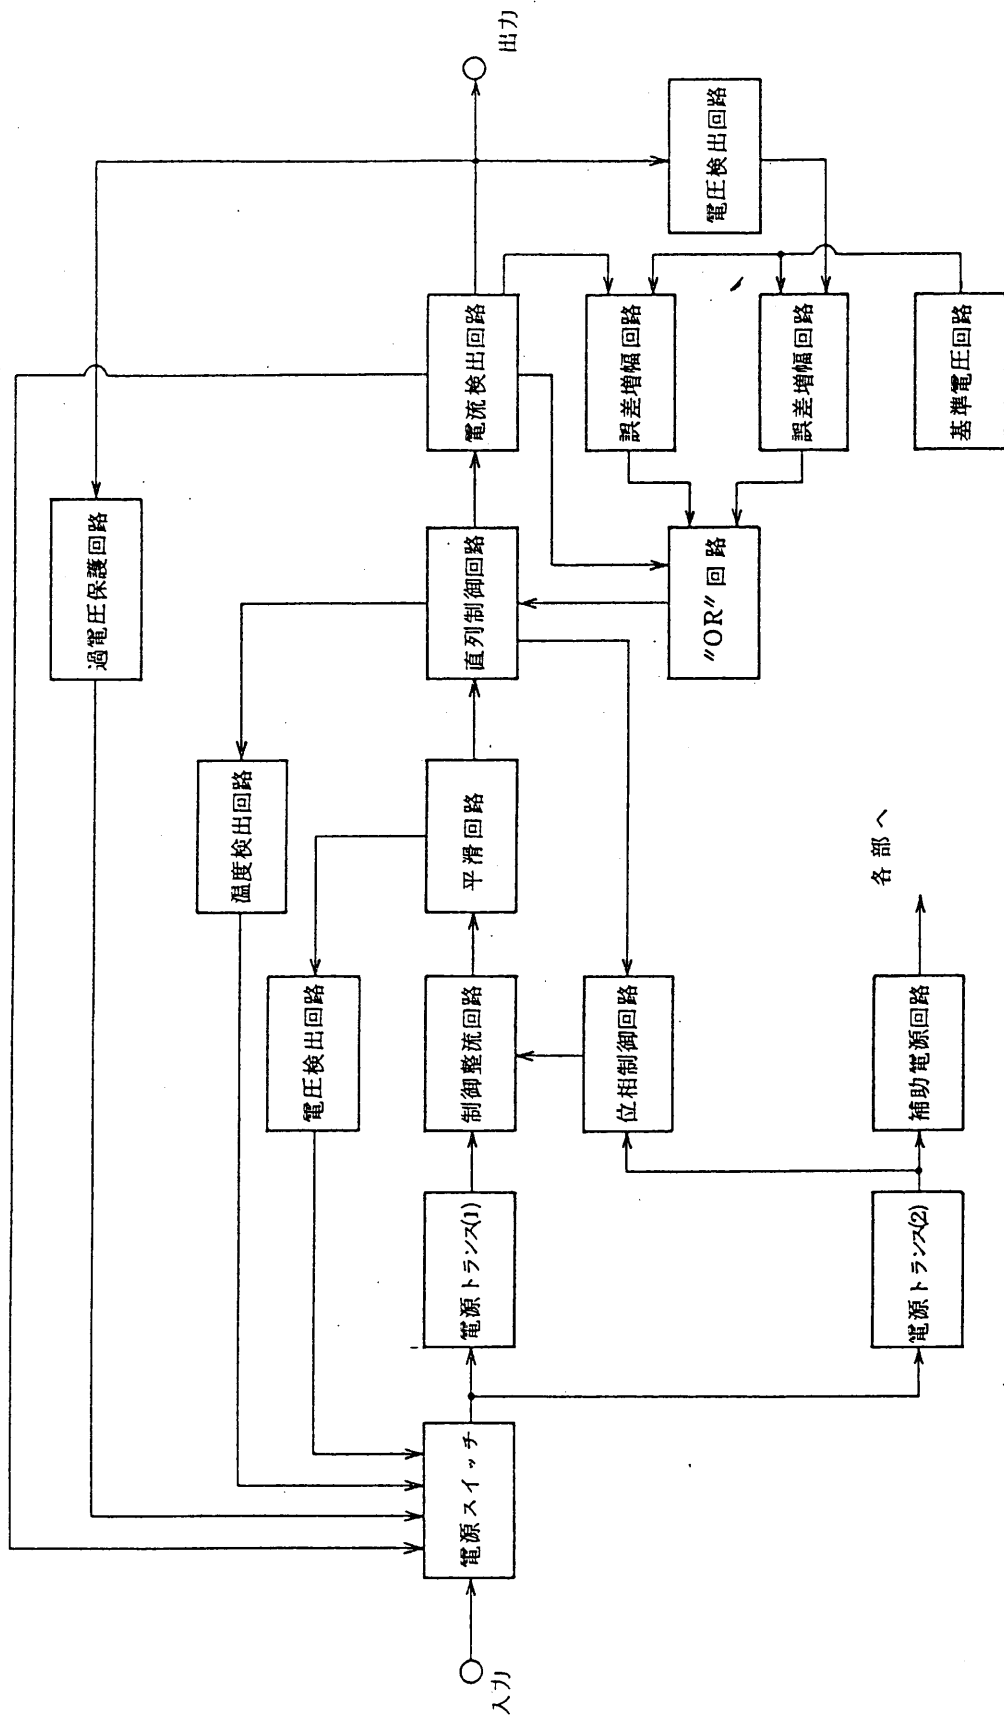 過電圧保護回路
温度検出回路
電圧検出回路
入力
電源スイッチ
電源トランス(1)
制御整流回路
平滑回路
直列制御回路
電流検出回路
出力
位相制御回路
"OR"回路
誤差増幅回路
電圧検出回路
誤差増幅回路
電源トランス(2)
補助電源回路
各部へ
基準電圧回路